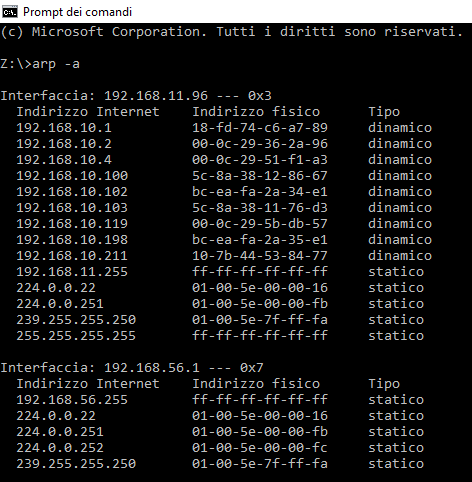 Prompt dei comandi
(c) Microsoft Corporation. Tutti i diritti sono riservati.
Z:\>arp -a
Interfaccia: 192.168.11.96 --- 0x3
Indirizzo Internet Indirizzo fisico Tipo
192.168.10.1 18-fd-74-c6-a7-89 dinamico
192.168.10.2 00-0c-29-36-2a-96 dinamico
192.168.10.4 00-0c-29-51-f1-a3 dinamico
192.168.10.100 5c-8a-38-12-86-67 dinamico
192.168.10.102 bc-ea-fa-2a-34-e1 dinamico
192.168.10.103 5c-8a-38-11-76-d3 dinamico
192.168.10.119 00-0c-29-5b-db-57 dinamico
192.168.10.198 bc-ea-fa-2a-35-e1 dinamico
192.168.10.211 10-7b-44-53-84-77 dinamico
192.168.11.255 ff-ff-ff-ff-ff-ff statico
224.0.0.22 01-00-5e-00-00-16 statico
224.0.0.251 01-00-5e-00-00-fb statico
239.255.255.250 01-00-5e-7f-ff-fa statico
255.255.255.255 ff-ff-ff-ff-ff-ff statico
Interfaccia: 192.168.56.1 --- 0x7
Indirizzo Internet Indirizzo fisico Tipo
192.168.56.255 ff-ff-ff-ff-ff-ff statico
224.0.0.22 01-00-5e-00-00-16 statico
224.0.0.251 01-00-5e-00-00-fb statico
224.0.0.252 01-00-5e-00-00-fc statico
239.255.255.250 01-00-5e-7f-ff-fa statico